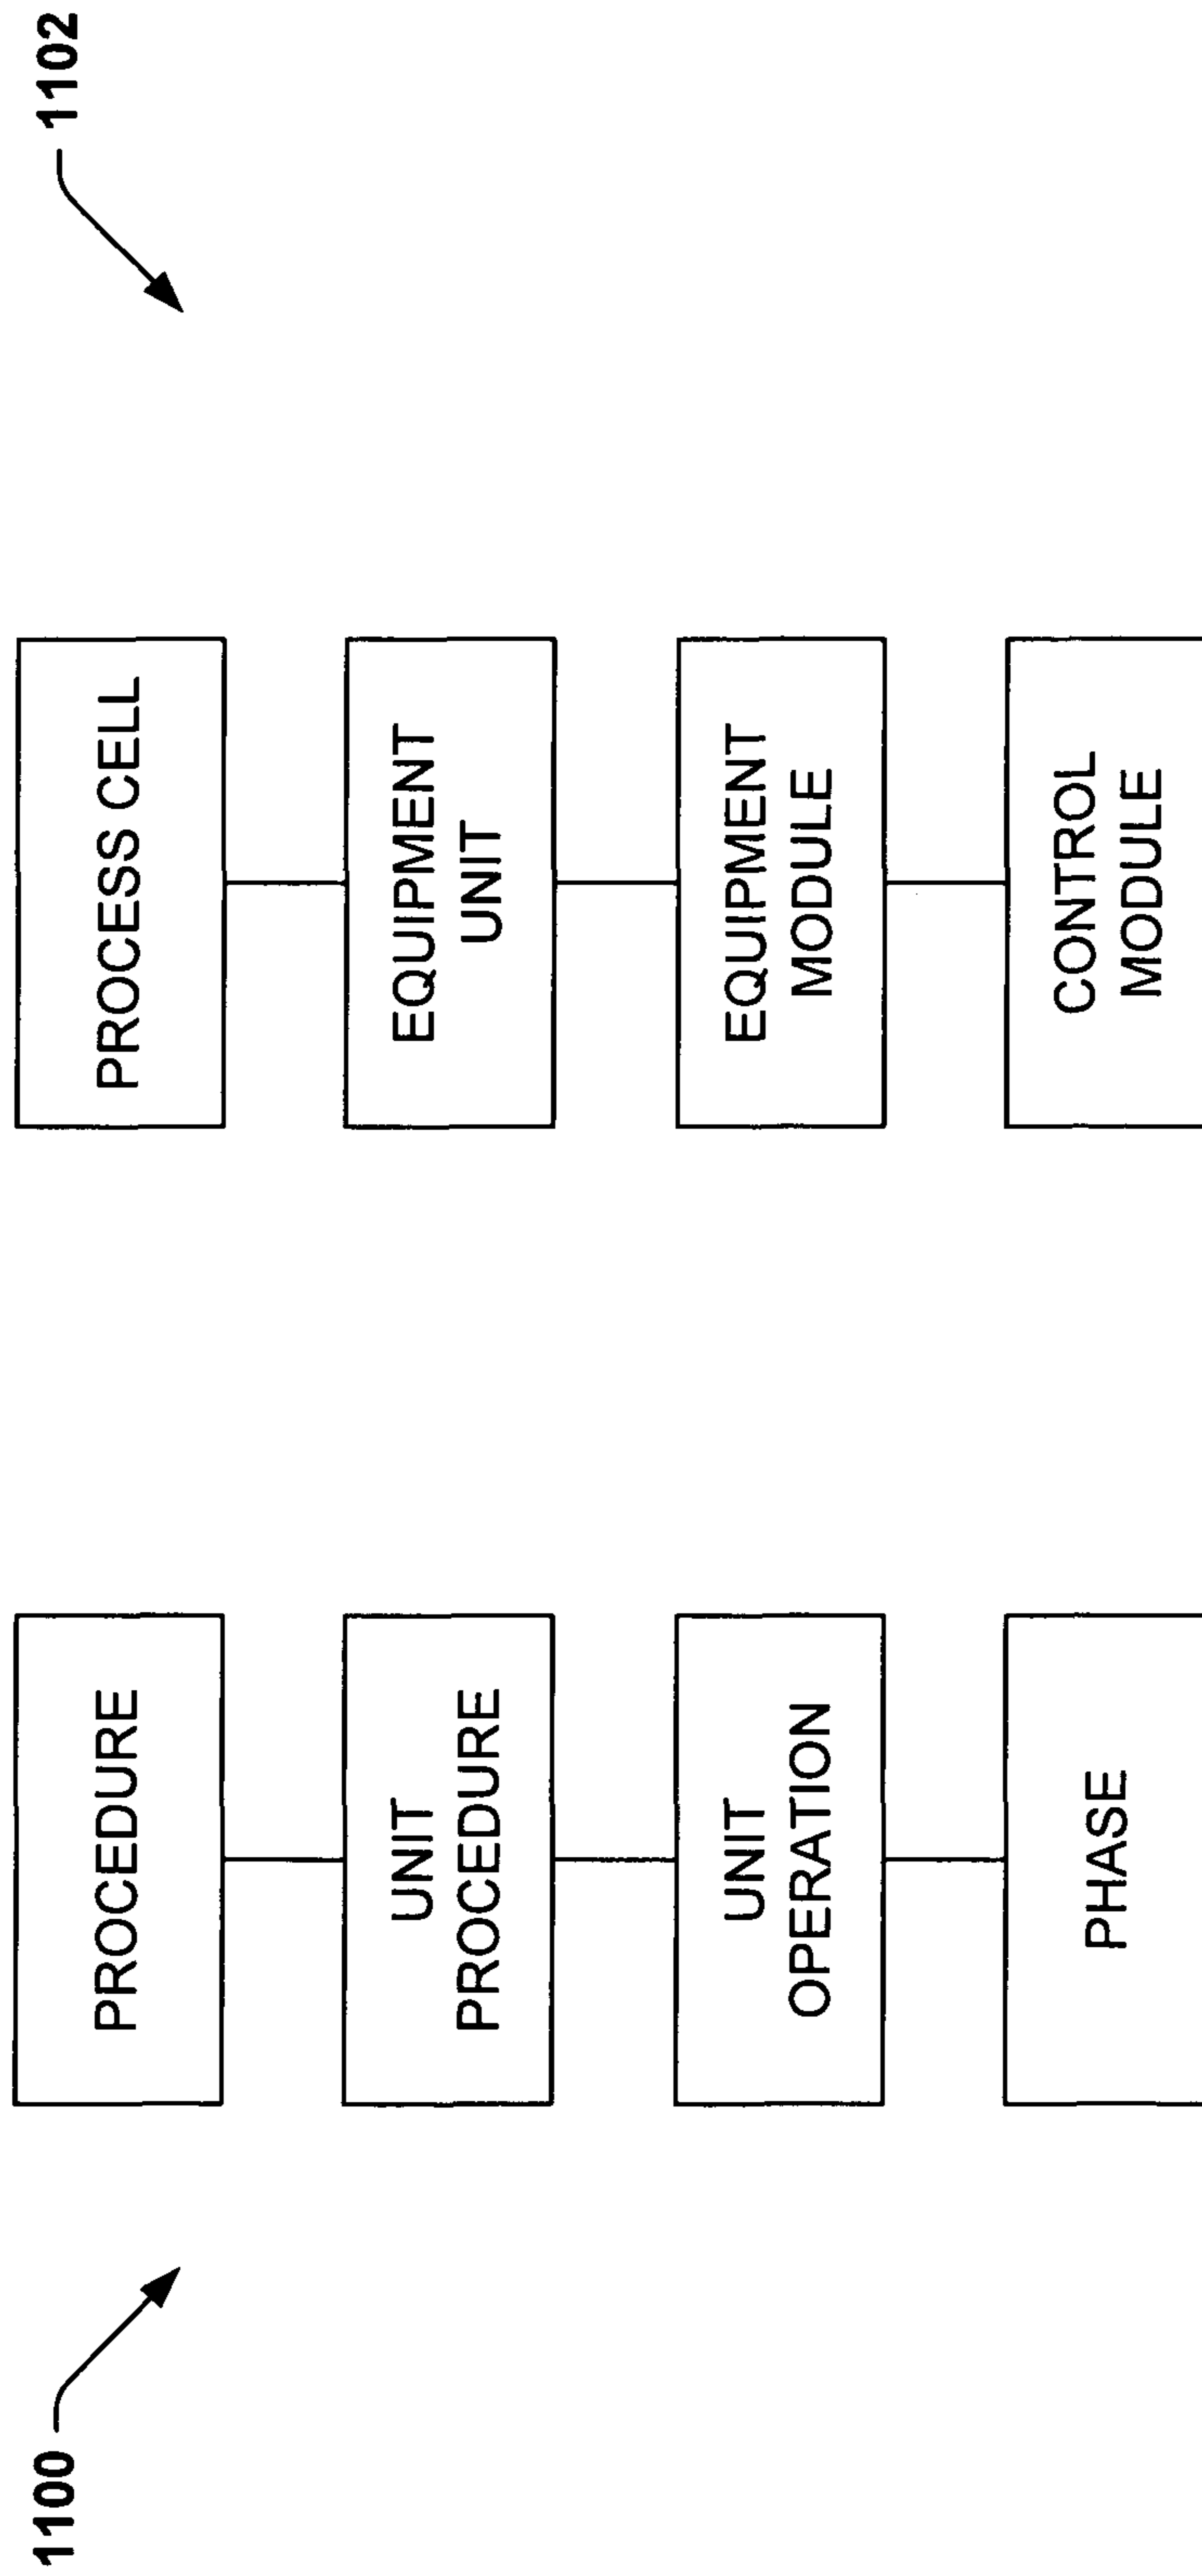 1100
PROCEDURE
UNIT
PROCEDURE
UNIT
OPERATION
PHASE
1102
PROCESS CELL
EQUIPMENT
UNIT
EQUIPMENT
MODULE
CONTROL
MODULE